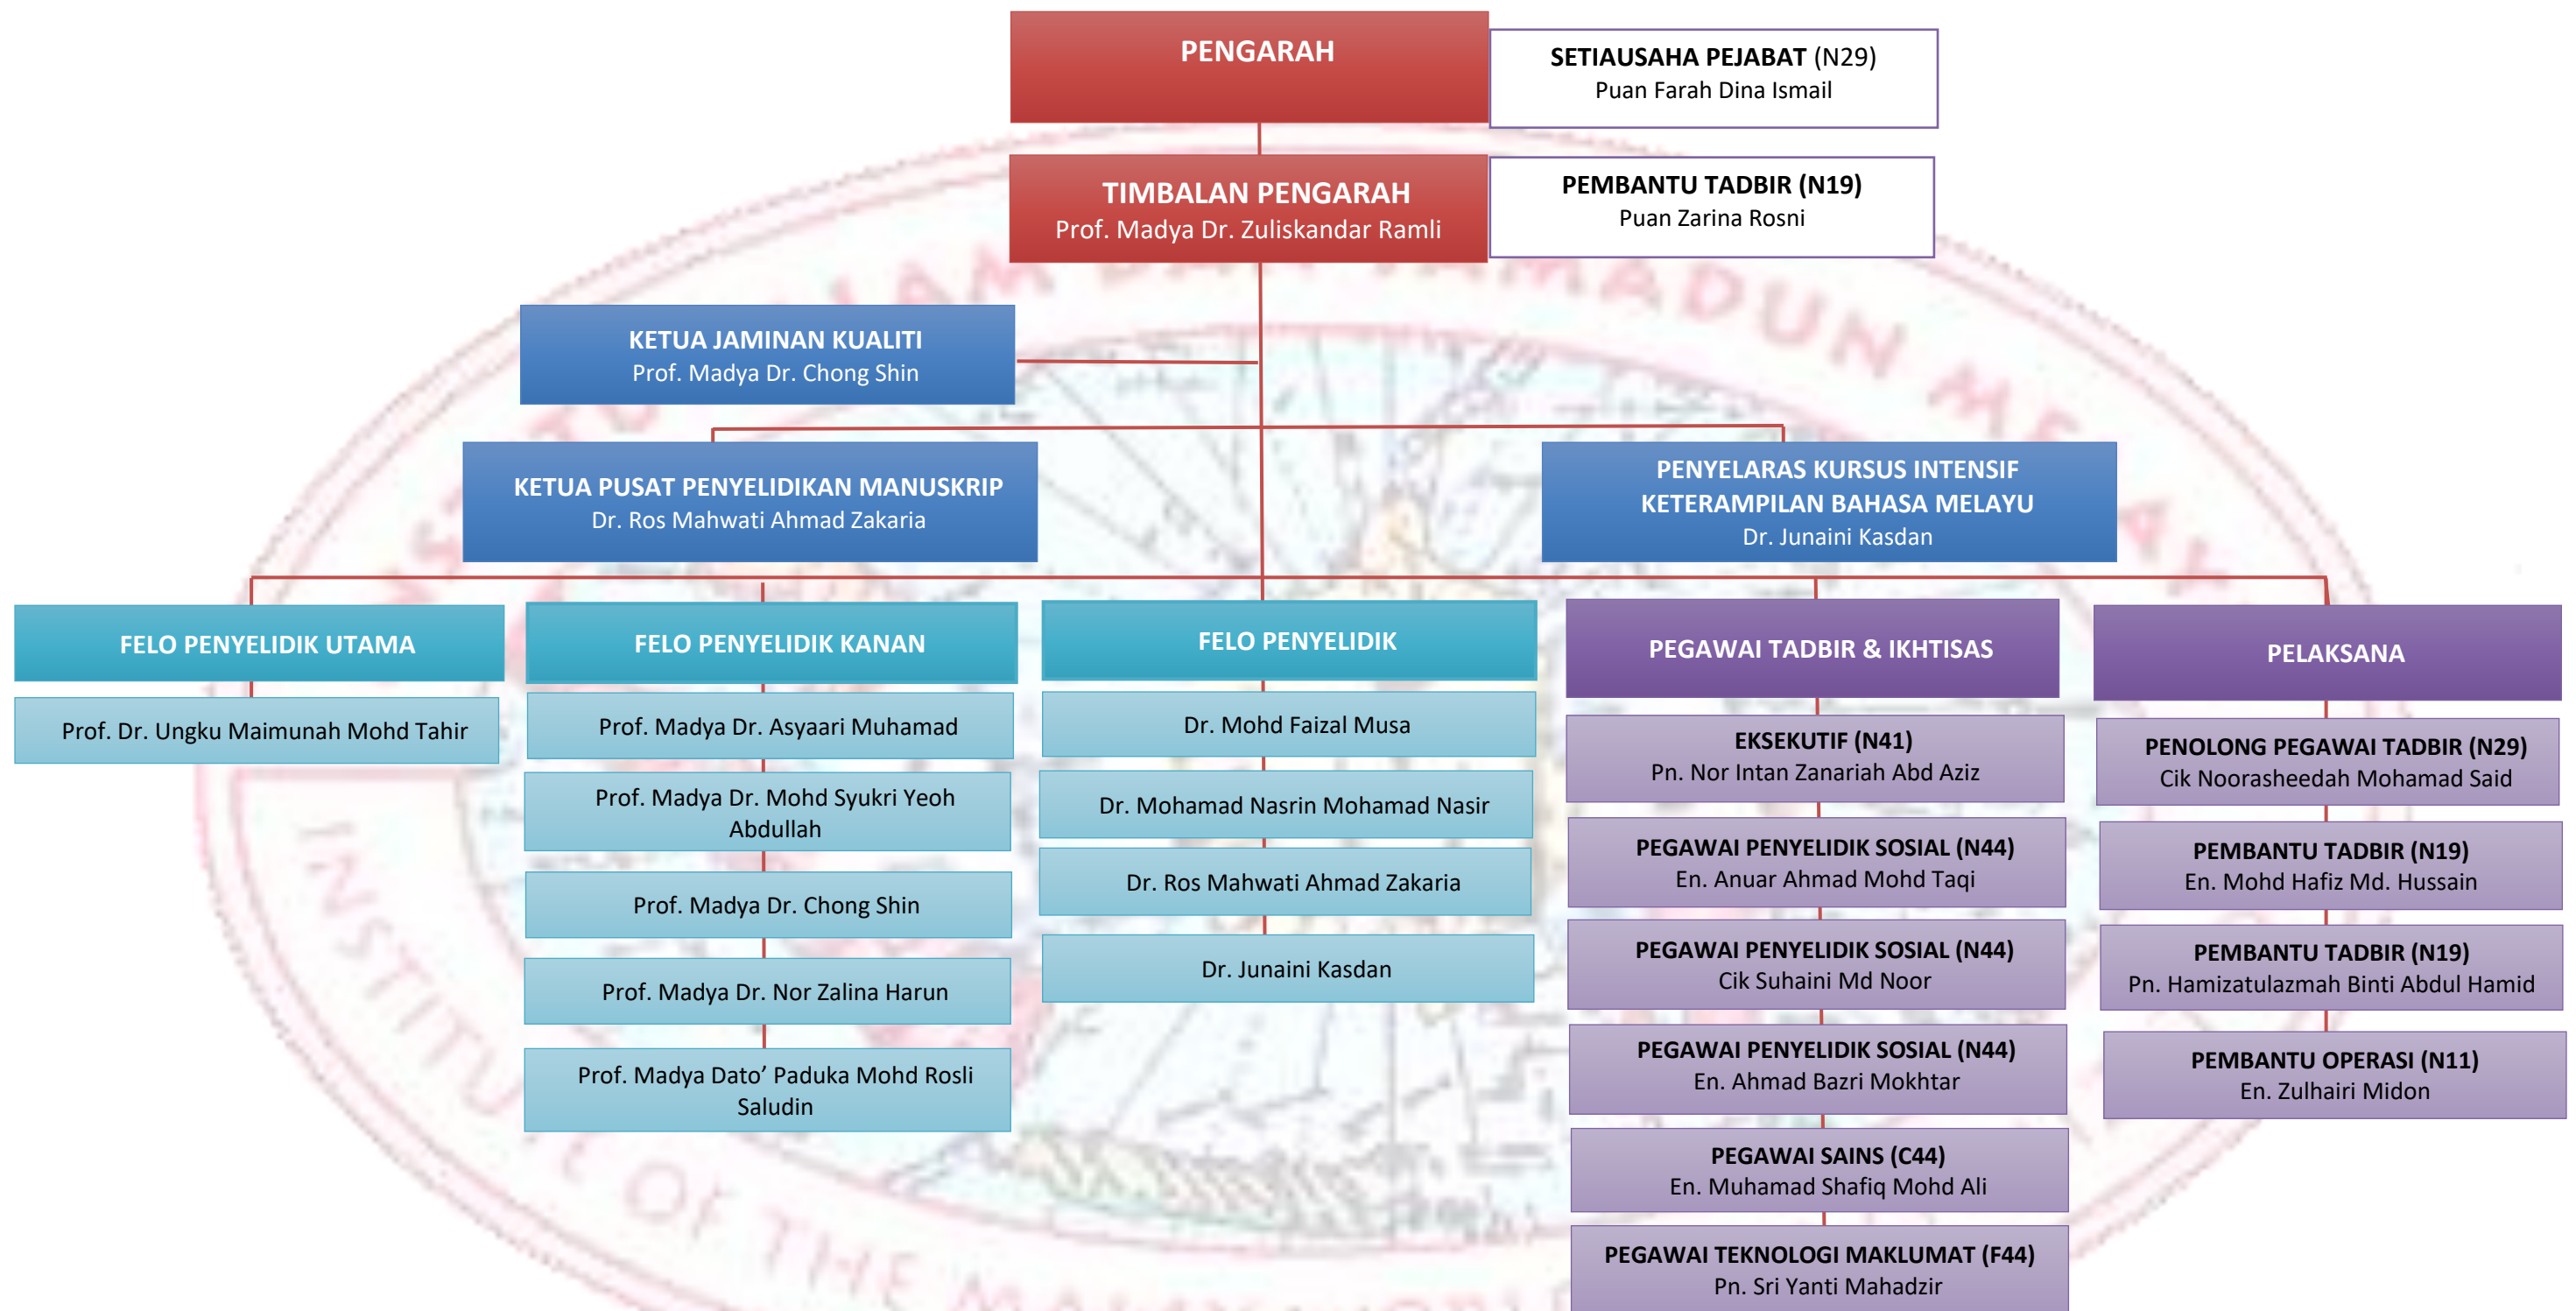 PENGARAH
SETIAUSAHA PEJABAT (N29)
Puan Farah Dina Ismail
TIMBALAN PENGARAH
Prof. Madya Dr. Zuliskandar Ramli
PEMBANTU TADBIR (N19)
Puan Zarina Rosni
KETUA JAMINAN KUALITI
Prof. Madya Dr. Chong Shin
KETUA PUSAT PENYELIDIKAN MANUSKRIP
Dr. Ros Mahwati Ahmad Zakaria
PENYELARAS KURSUS INTENSIF
KETERAMPILAN BAHASA MELAYU
Dr. Junaini Kasdan
FELO PENYELIDIK UTAMA
Prof. Dr. Ungku Maimunah Mohd Tahir
FELO PENYELIDIK KANAN
Prof. Madya Dr. Asyaari Muhamad
Prof. Madya Dr. Mohd Syukri Yeoh
Abdullah
Prof. Madya Dr. Chong Shin
Prof. Madya Dr. Nor Zalina Harun
Prof. Madya Dato’ Paduka Mohd Rosli
Saludin
FELO PENYELIDIK
Dr. Mohd Faizal Musa
Dr. Mohamad Nasrin Mohamad Nasir
Dr. Ros Mahwati Ahmad Zakaria
Dr. Junaini Kasdan
PEGAWAI TADBIR & IKHTISAS
EKSEKUTIF (N41)
Pn. Nor Intan Zanariah Abd Aziz
PEGAWAI PENYELIDIK SOSIAL (N44)
En. Anuar Ahmad Mohd Taqi
PEGAWAI PENYELIDIK SOSIAL (N44)
Cik Suhaini Md Noor
PEGAWAI PENYELIDIK SOSIAL (N44)
En. Ahmad Bazri Mokhtar
PEGAWAI SAINS (C44)
En. Muhamad Shafiq Mohd Ali
PEGAWAI TEKNOLOGI MAKLUMAT (F44)
Pn. Sri Yanti Mahadzir
PELAKSANA
PENOLONG PEGAWAI TADBIR (N29)
Cik Noorasheedah Mohamad Said
PEMBANTU TADBIR (N19)
En. Mohd Hafiz Md. Hussain
PEMBANTU TADBIR (N19)
Pn. Hamizatulazmah Binti Abdul Hamid
PEMBANTU OPERASI (N11)
En. Zulhairi Midon
INSTITUTE OF THE